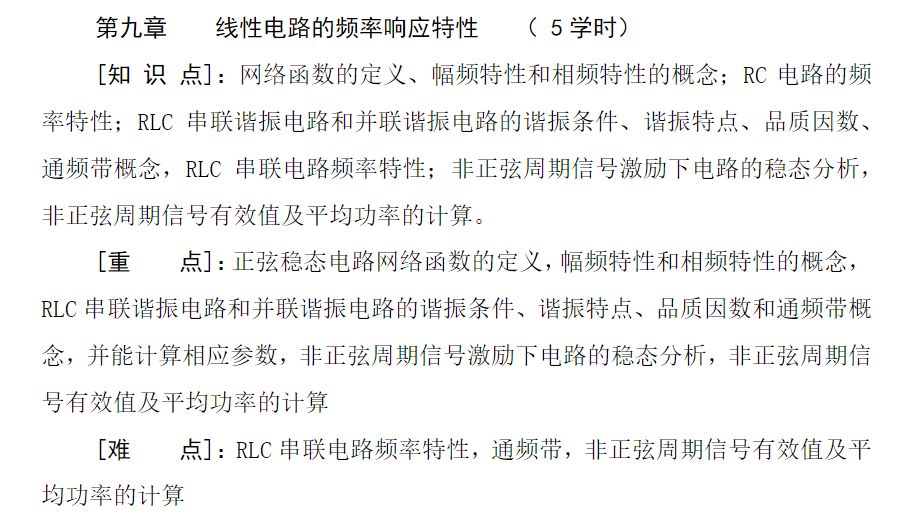 第九章　　线性电路的频率响应特性　　（ 5 学时）
[知 识 点]：网络函数的定义、幅频特性和相频特性的概念；RC 电路的频
率特性；RLC 串联谐振电路和并联谐振电路的谐振条件、谐振特点、品质因数、
通频带概念，RLC 串联电路频率特性；非正弦周期信号激励下电路的稳态分析，
非正弦周期信号有效值及平均功率的计算。
[重　　点]：正弦稳态电路网络函数的定义，幅频特性和相频特性的概念，
RLC 串联谐振电路和并联谐振电路的谐振条件、谐振特点、品质因数和通频带概
念，并能计算相应参数，非正弦周期信号激励下电路的稳态分析，非正弦周期信
号有效值及平均功率的计算
[难　　点]：RLC 串联电路频率特性，通频带，非正弦周期信号有效值及平
均功率的计算